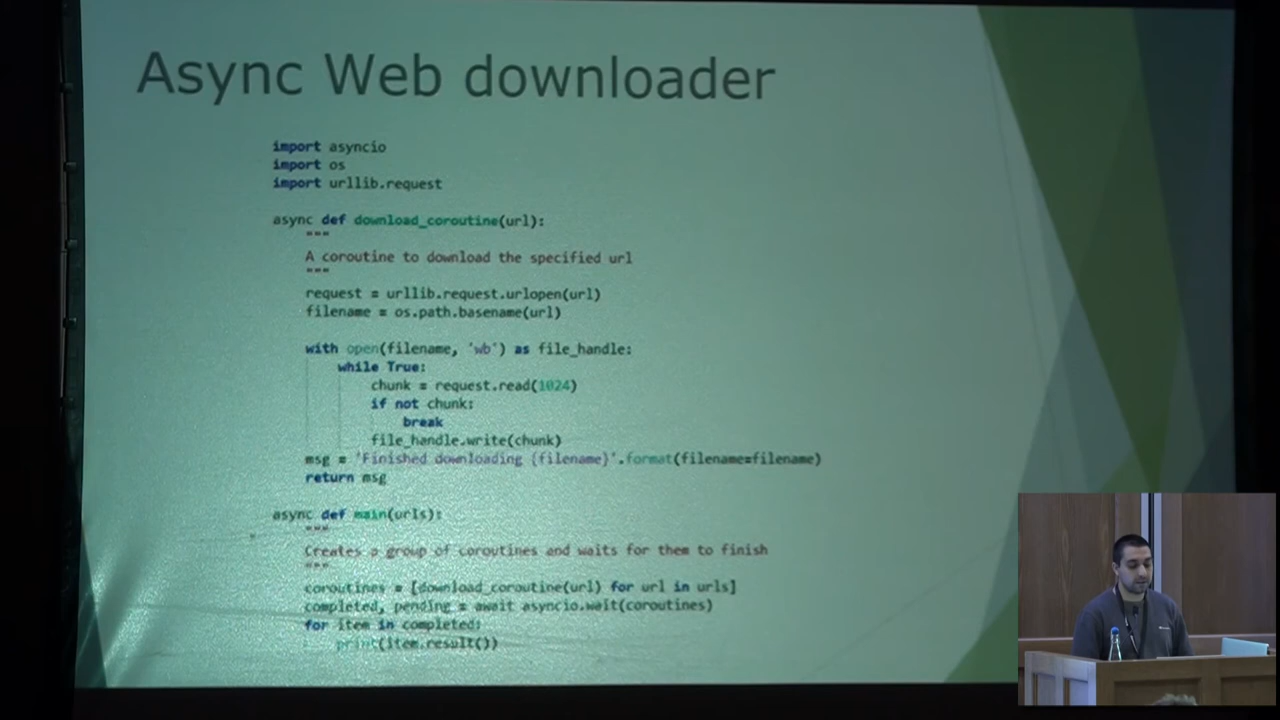 Async Web downloader
import asyncio
import os
import urllib.request
async def download_coroutine(url):
"""
A coroutine to download the specified url
"""
request = urllib.request.urlopen(url)
filename = os.path.basename(url)
with open(filename, 'wb') as file_handle:
while True:
chunk = request.read(1024)
if not chunk:
break
file_handle.write(chunk)
msg = 'Finished downloading {filename}'.format(filename=filename)
return msg
async def main(urls):
"""
Creates a group of coroutines and waits for them to finish
"""
coroutines = [download_coroutine(url) for url in urls]
completed, pending = await asyncio.wait(coroutines)
for item in completed:
print(item.result())